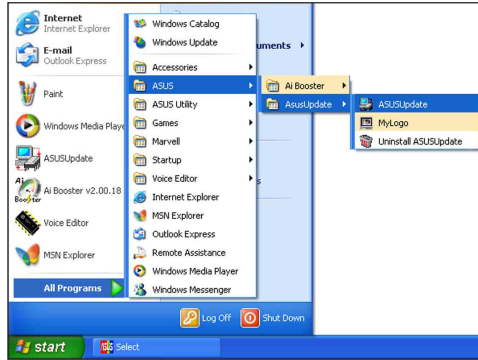 Internet
Internet Explorer
E-mail
Outlook Express
Paint
Windows Media Playe
ASUSUpdate
Ai Booster v2.00.18
Voice Editor
MSN Explorer
All Programs
Windows Catalog
Windows Update
Accessories
ASUS
ASUS Utility
Games
Marvell
Startup
Voice Editor
Internet Explorer
MSN Explorer
Outlook Express
Remote Assistance
Windows Media Player
Windows Messenger
uments
s
Ai Booster
AsusUpdate
ASUSUpdate
MyLogo
Uninstall ASUSUpdate
Log Off
Shut Down
start
Select